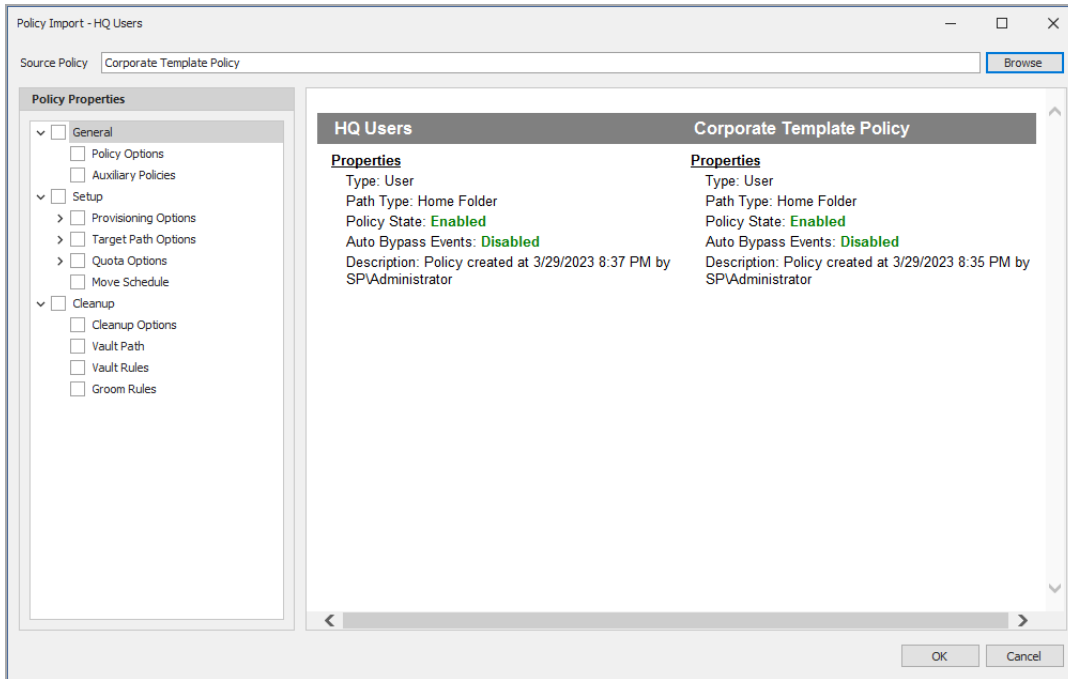 Policy Import - HQ Users
Source Policy Corporate Template Policy Browse
Policy Properties
General
Policy Options
Auxiliary Policies
Setup
Provisioning Options
Target Path Options
Quota Options
Move Schedule
Cleanup
Cleanup Options
Vault Path
Vault Rules
Groom Rules
HQ Users Corporate Template Policy
Properties
Type: User
Path Type: Home Folder
Policy State: Enabled
Auto Bypass Events: Disabled
Description: Policy created at 3/29/2023 8:37 PM by
SP\Administrator
Properties
Type: User
Path Type: Home Folder
Policy State: Enabled
Auto Bypass Events: Disabled
Description: Policy created at 3/29/2023 8:35 PM by
SP\Administrator
OK Cancel